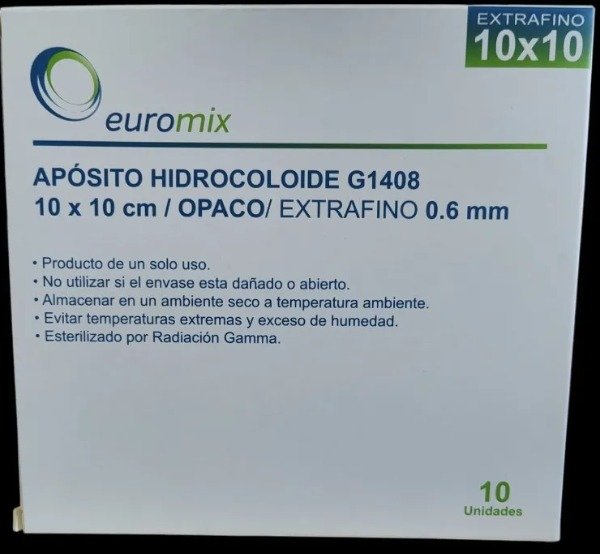 EXTRAFINO
10x10
euromix
APÓSITO HIDROCOLOIDE G1408
10 x 10 cm / OPACO/ EXTRAFINO 0.6 mm
• Producto de un solo uso.
• No utilizar si el envase esta dañado o abierto.
• Almacenar en un ambiente seco a temperatura ambiente.
• Evitar temperaturas extremas y exceso de humedad.
• Esterilizado por Radiación Gamma.
10
Unidades